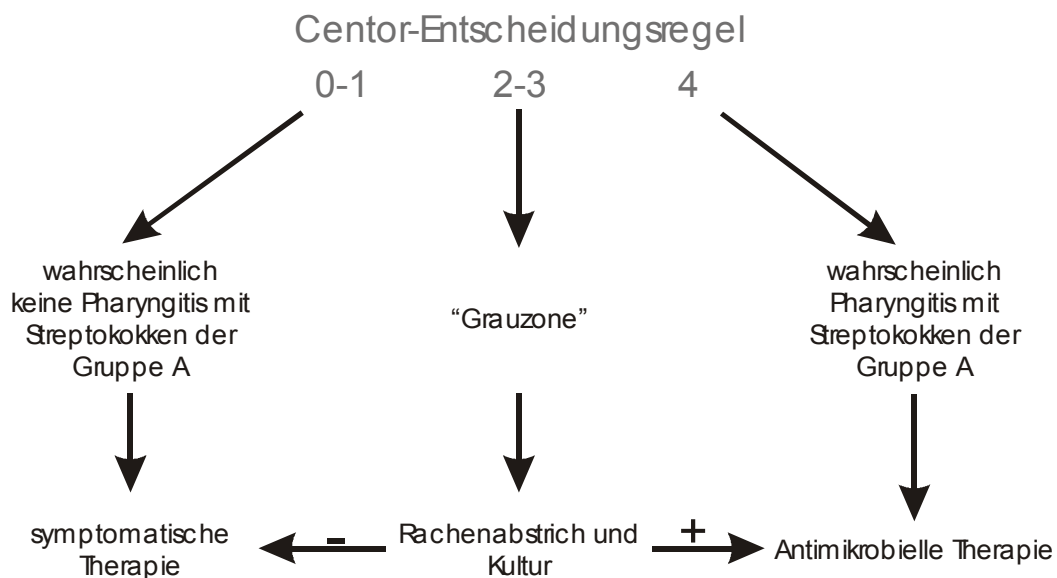 Centor-Entscheidungsregel
0-1 2-3 4
wahrscheinlich
keine Pharyngitis mit
Streptokokken der
Gruppe A
"Grauzone"
wahrscheinlich
Pharyngitis mit
Streptokokken der
Gruppe A
symptomatische
Therapie
-
Rachenabstrich und
Kultur
+
Antimikrobielle Therapie